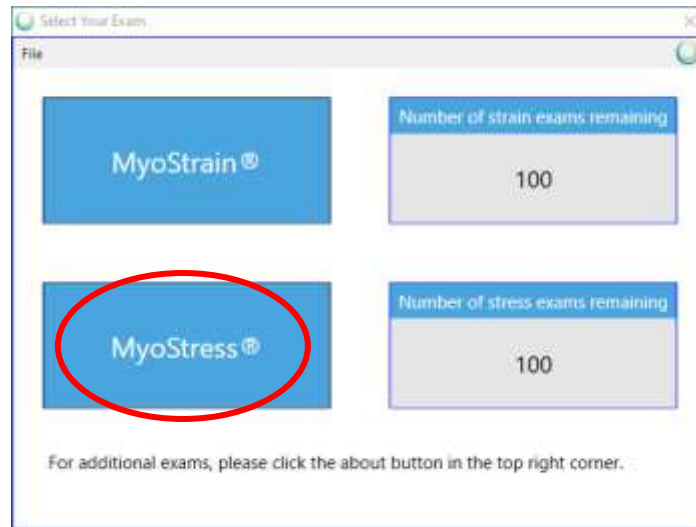 Select Your Exam
File
MyoStrain®
Number of strain exams remaining
100
MyoStress®
Number of stress exams remaining
100
For additional exams, please click the about button in the top right corner.